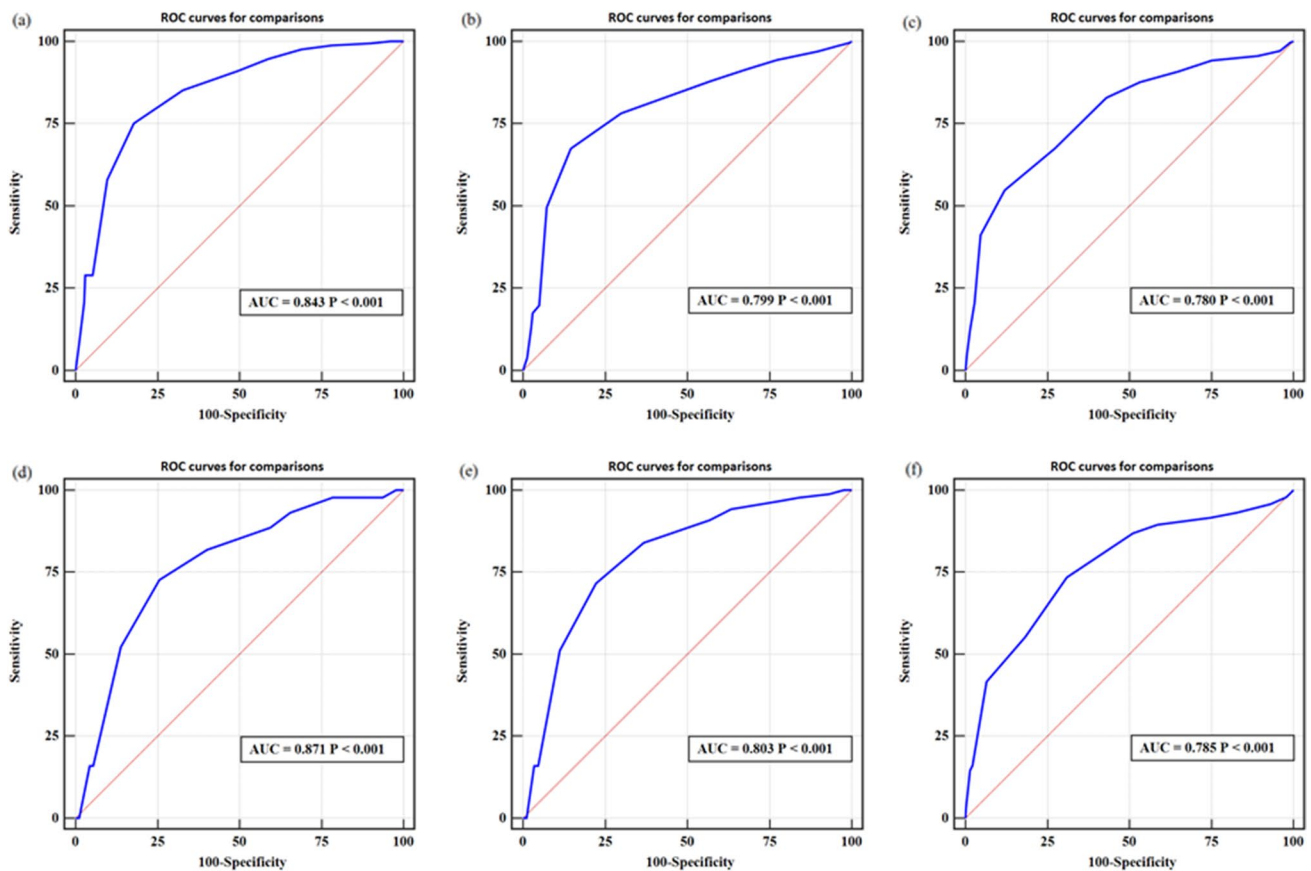 (a)
ROC curves for comparisons
100
75
50
25
0
Sensitivity
AUC = 0.843 P < 0.001
0 25 50 75 100
100-Specificity
(b)
ROC curves for comparisons
100
75
50
25
0
Sensitivity
AUC = 0.799 P < 0.001
0 25 50 75 100
100-Specificity
(c)
ROC curves for comparisons
100
75
50
25
0
Sensitivity
AUC = 0.780 P < 0.001
0 25 50 75 100
100-Specificity
(d)
ROC curves for comparisons
100
75
50
25
0
Sensitivity
AUC = 0.871 P < 0.001
0 25 50 75 100
100-Specificity
(e)
ROC curves for comparisons
100
75
50
25
0
Sensitivity
AUC = 0.803 P < 0.001
0 25 50 75 100
100-Specificity
(f)
ROC curves for comparisons
100
75
50
25
0
Sensitivity
AUC = 0.785 P < 0.001
0 25 50 75 100
100-Specificity